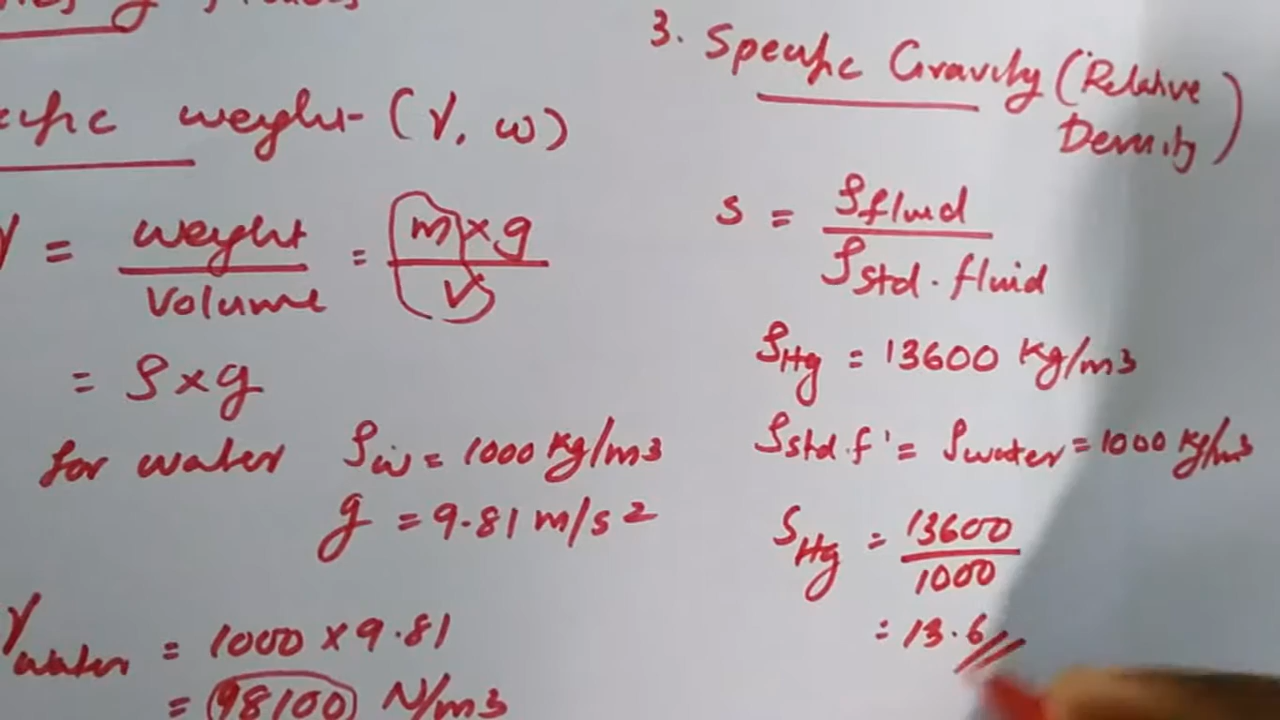 weight (γ, ω)
γ = weight / volume = m×g / V
= ρ×g
for water ρw = 1000 kg/m3
g = 9.81 m/s2
γwater = 1000 × 9.81
= 98100 N/m3
3. Specific Gravity (Relative
Density)
s = ρfluid / ρstd. fluid
ρHg = 13600 kg/m3
ρstd.f' = ρwater = 1000 kg/m3
SHg = 13600 / 1000
= 13.6//